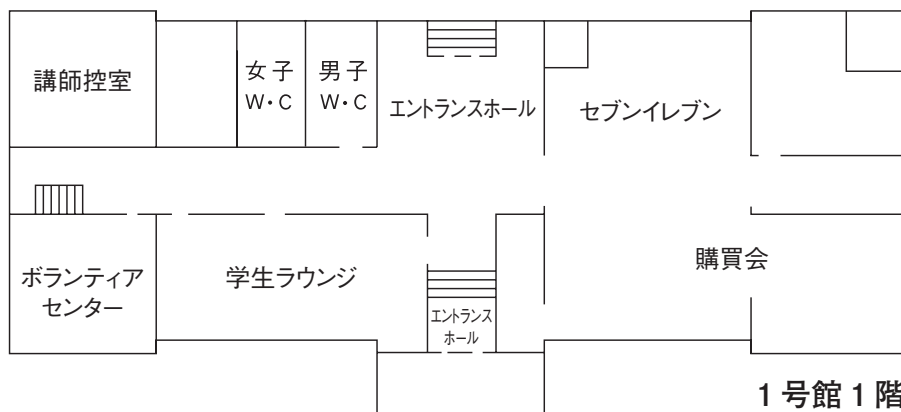 講師控室
女子
W・C
男子
W・C
エントランスホール
セブンイレブン
ボランティア
センター
学生ラウンジ
エントランス
ホール
購買会
1号館1階